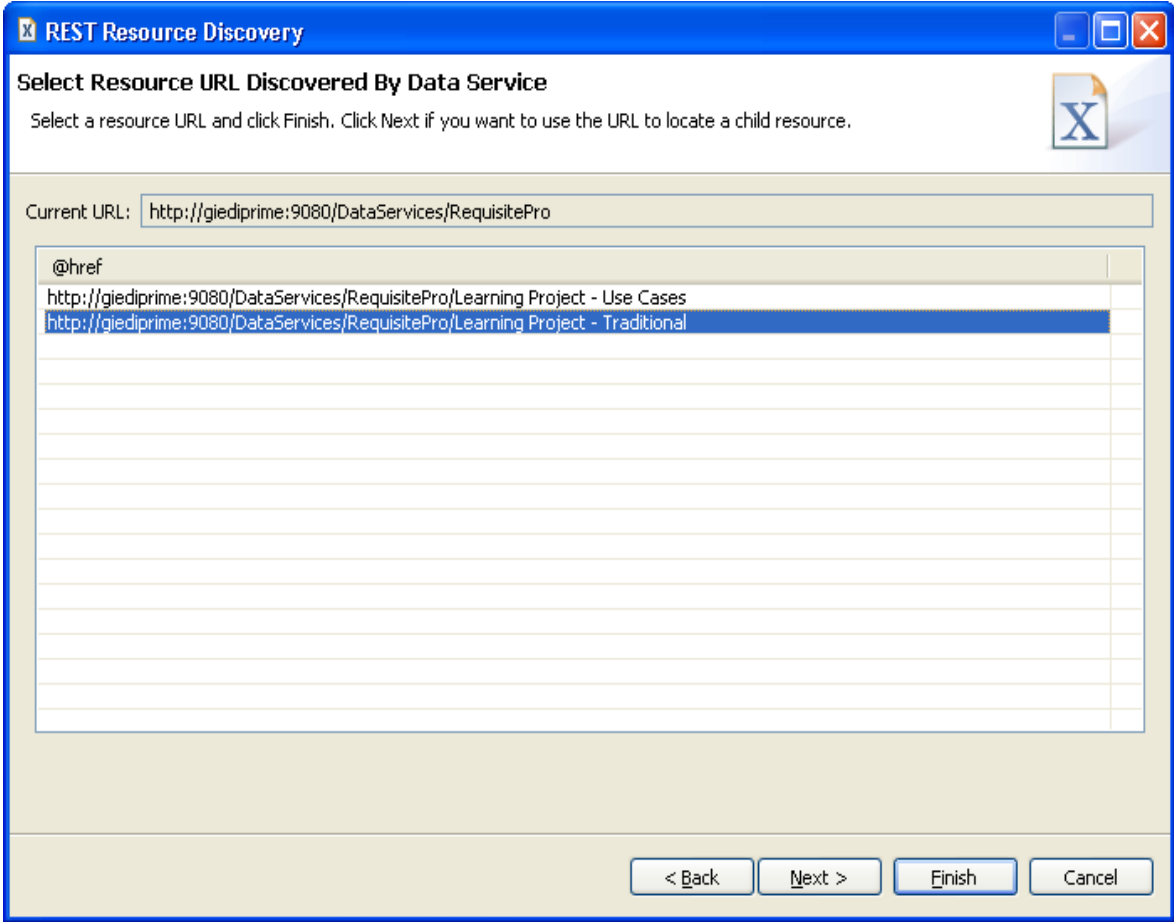 X REST Resource Discovery
Select Resource URL Discovered By Data Service
Select a resource URL and click Finish. Click Next if you want to use the URL to locate a child resource.
X
Current URL: http://giediprime:9080/DataServices/RequisitePro
@href
http://giediprime:9080/DataServices/RequisitePro/Learning Project - Use Cases
http://giediprime:9080/DataServices/RequisitePro/Learning Project - Traditional
< Back Next > Finish Cancel